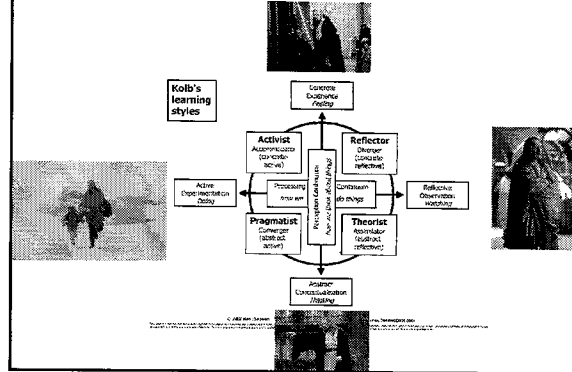 Kolb's
learning
styles
Concrete
Experience
Feeling
Activist
Accommodator
(concrete
active)
Reflector
Diverger
(concrete
reflective)
Active
Experimentation
Doing
Processing Continuum
how we do things
Perception Continuum
how we think about things
Reflective
Observation
Watching
Pragmatist
Converger
(abstract
active)
Theorist
Assimilator
(abstract
reflective)
Abstract
Conceptualisation
Thinking